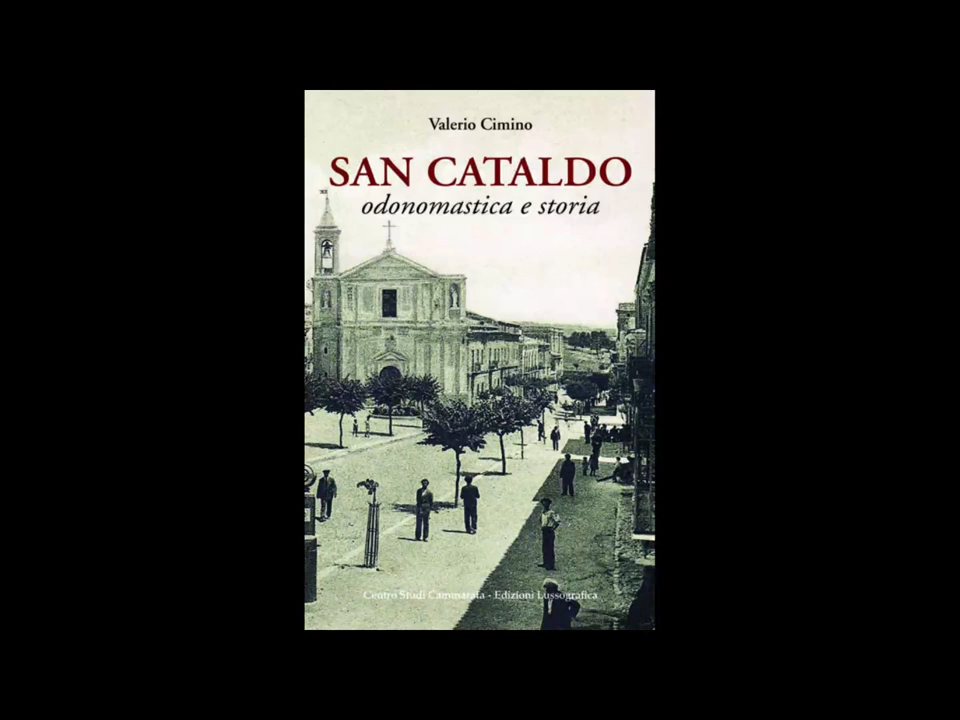 Valerio Cimino
SAN CATALDO
odonomastica e storia
Centro Studi Cammarata - Edizioni Lussografica